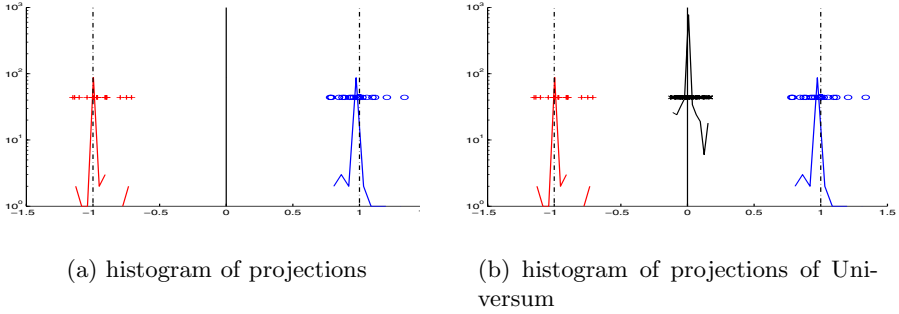 10³ 10³
10² 10²
10¹ 10¹
10⁰ 10⁰
−1.5 −1 −0.5 0 0.5 1 −1.5 −1 −0.5 0 0.5 1 1.5
(a) histogram of projections
(b) histogram of projections of Uni-
versum